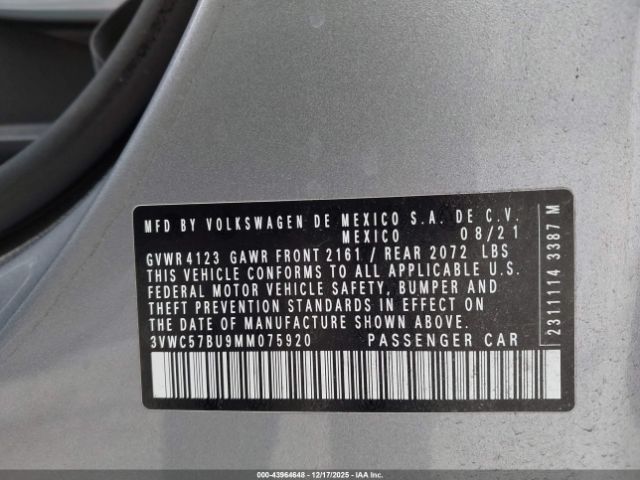 MFD BY VOLKSWAGEN DE MEXICO S.A. DE C.V.
MEXICO 08/21
GVWR 4123 GAWR FRONT 2161 / REAR 2072 LBS
THIS VEHICLE CONFORMS TO ALL APPLICABLE U.S.
FEDERAL MOTOR VEHICLE SAFETY, BUMPER AND
THEFT PREVENTION STANDARDS IN EFFECT ON
THE DATE OF MANUFACTURE SHOWN ABOVE.
3VWC57BU9MM075920 PASSENGER CAR
2311114 3387 M
000-43964648 | 12/17/2025 | IAAI.COM